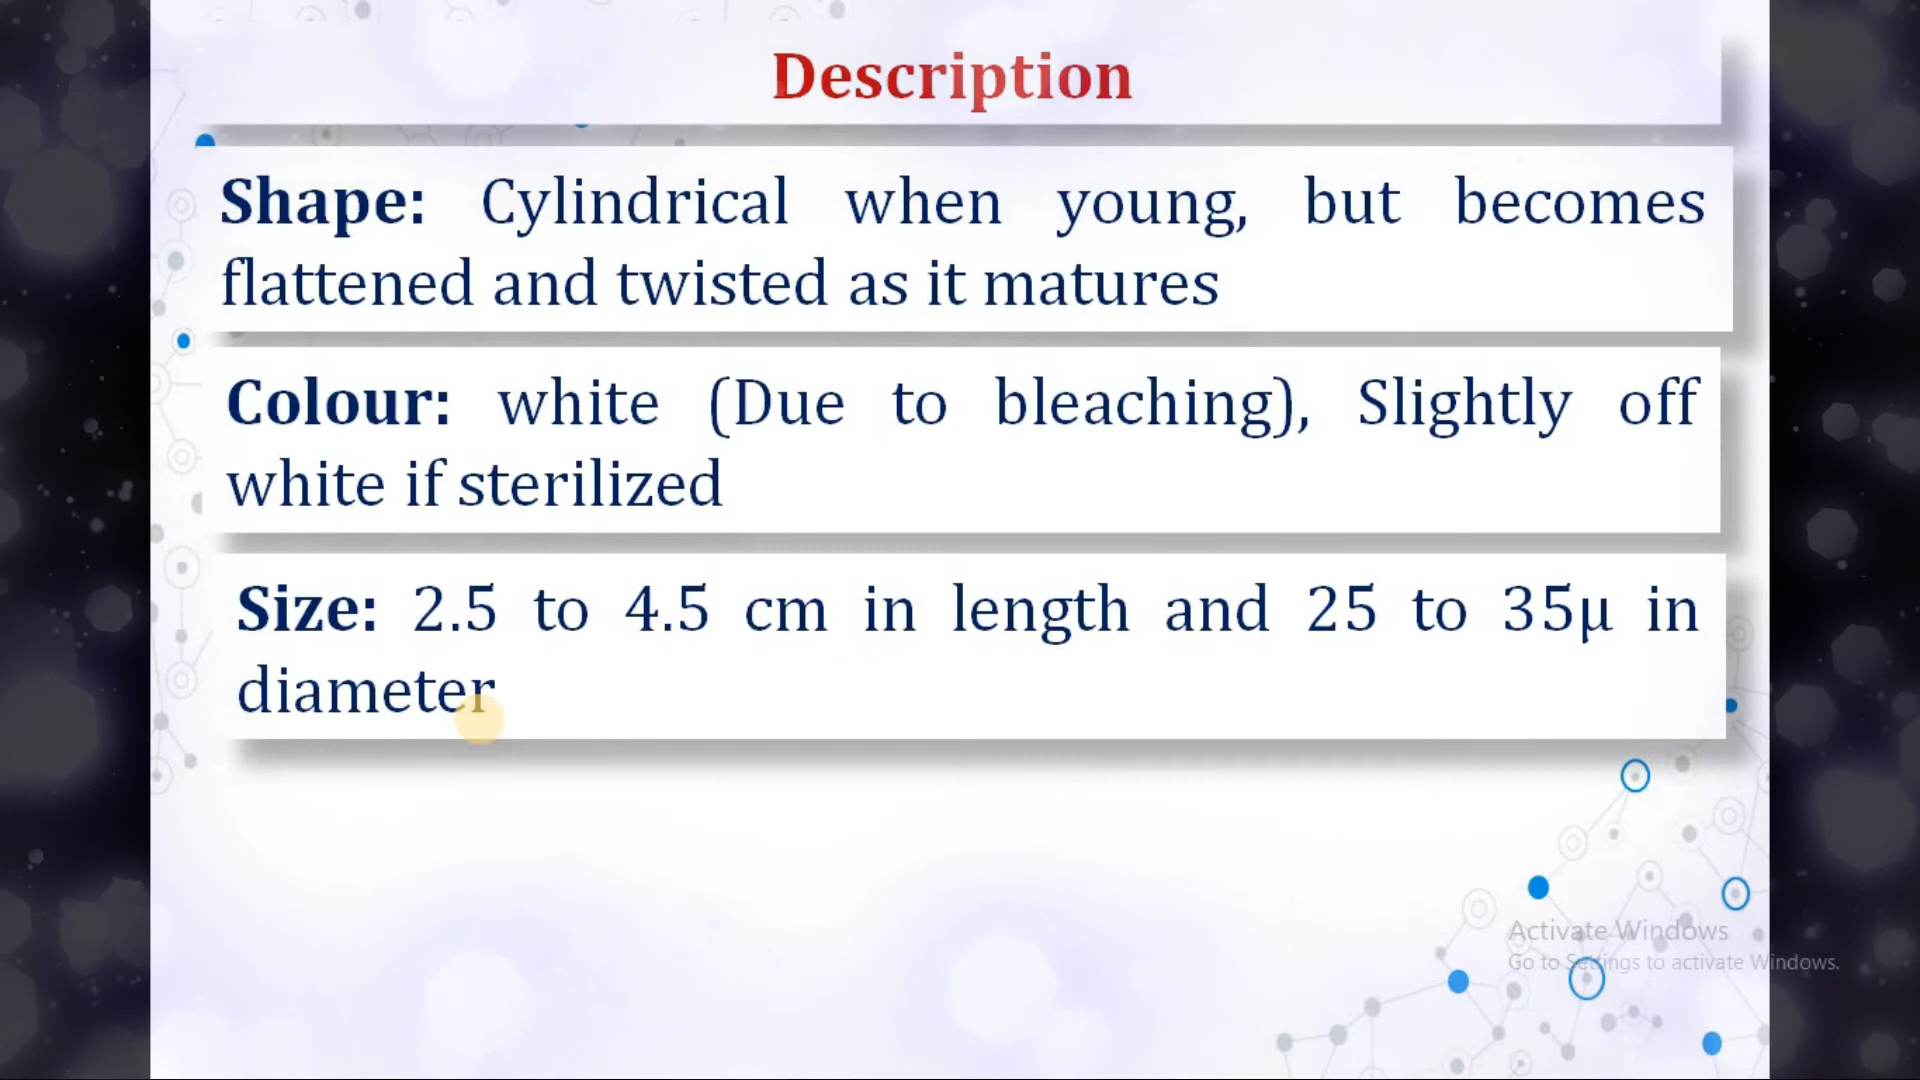 Description
Shape: Cylindrical when young, but becomes
flattened and twisted as it matures
Colour: white (Due to bleaching), Slightly off
white if sterilized
Size: 2.5 to 4.5 cm in length and 25 to 35µ in
diameter
Activate Windows
Go to Settings to activate Windows.